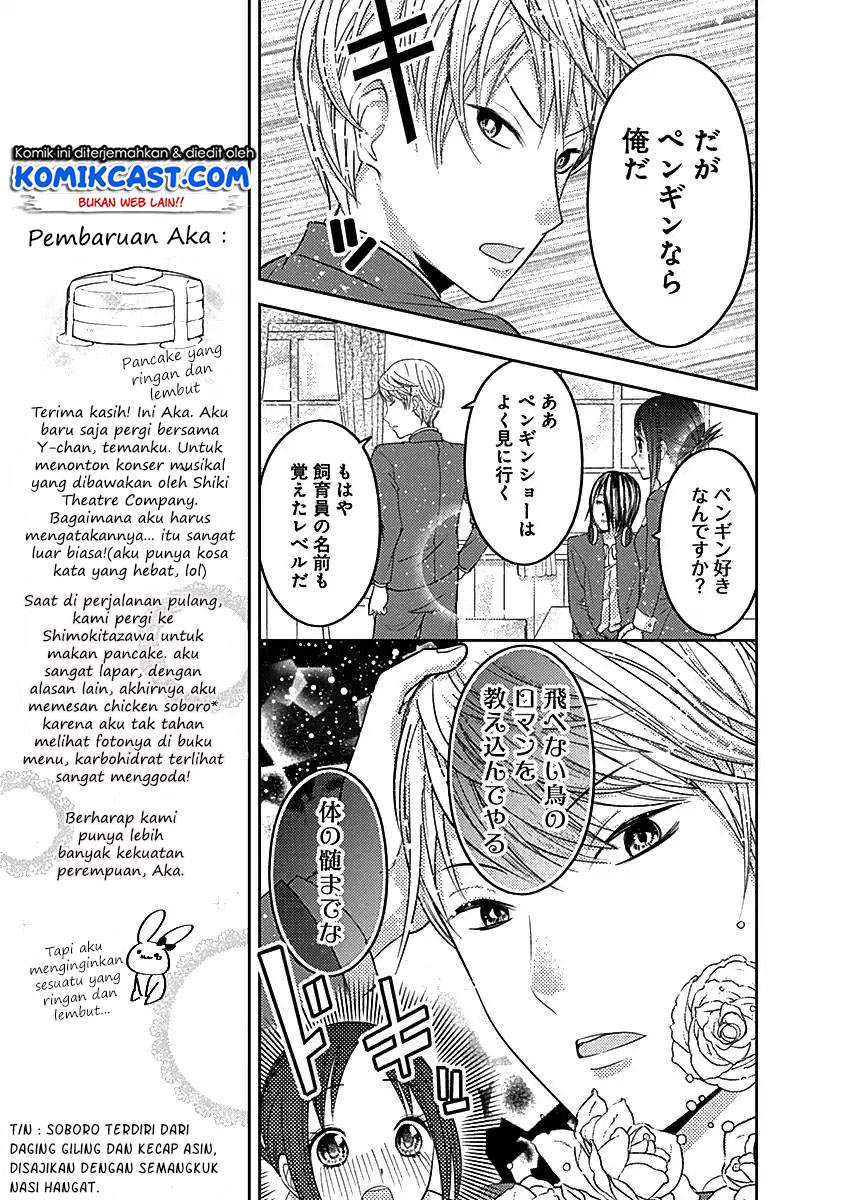 キッ
だが
ペンギンなら
俺だ
ペンギン好き
なんですか？
ああ
ペンギンショーは
よく見に行く
もはや
飼育員の名前も
覚えたレベルだ
飛べない鳥の
ロマンを
教え込んでやる
体の髄までな
ドキ
Komik ini diterjemahkan & diedit oleh
KOMIKCAST.COM
BUKAN WEB LAIN!!
Pembaruan Aka :
Pancake yang
ringan dan
lembut
Terima kasih! Ini Aka. Aku
baru saja pergi bersama
Y-chan, temanku. Untuk
menonton konser musikal
yang dibawakan oleh Shiki
Theatre Company.
Bagaimana aku harus
mengatakannya... itu sangat
luar biasa!(aku punya kosa
kata yang hebat, lol)
Saat di perjalanan pulang,
kami pergi ke
Shimokitazawa untuk
makan pancake. aku
sangat lapar, dengan
alasan lain, akhirnya aku
memesan chicken soboro*
karena aku tak tahan
melihat fotonya di buku
menu, karbohidrat terlihat
sangat menggoda!
Berharap kami
punya lebih
banyak kekuatan
perempuan, Aka.
Tapi aku
menginginkan
sesuatu yang
ringan dan
lembut...
T/N : SOBORO TERDIRI DARI
DAGING GILING DAN KECAP ASIN,
DISAJIKAN DENGAN SEMANGKUK
NASI HANGAT.